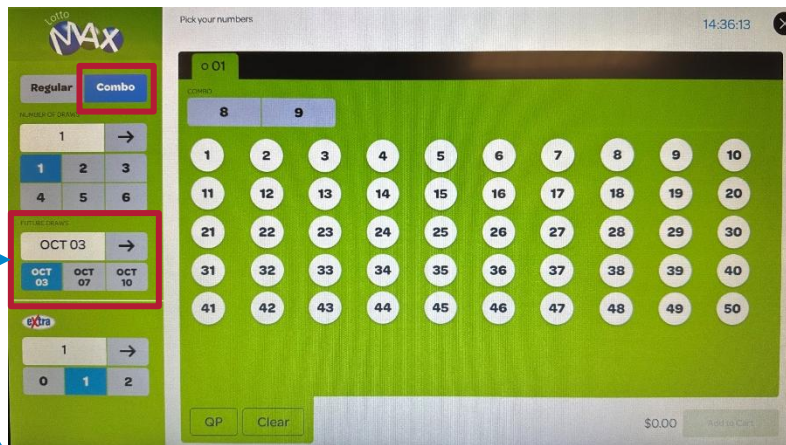 Pick your numbers
14:36:13
LOTTO
MAX
Regular Combo
NUMBER OF DRAWS
1 →
1 2 3
4 5 6
FUTURE DRAWS
OCT 03 →
OCT 03 OCT 07 OCT 10
extra
1 →
0 1 2
01
COMBO
8 9
1 2 3 4 5 6 7 8 9 10
11 12 13 14 15 16 17 18 19 20
21 22 23 24 25 26 27 28 29 30
31 32 33 34 35 36 37 38 39 40
41 42 43 44 45 46 47 48 49 50
QP Clear
$0.00 Add to Cart